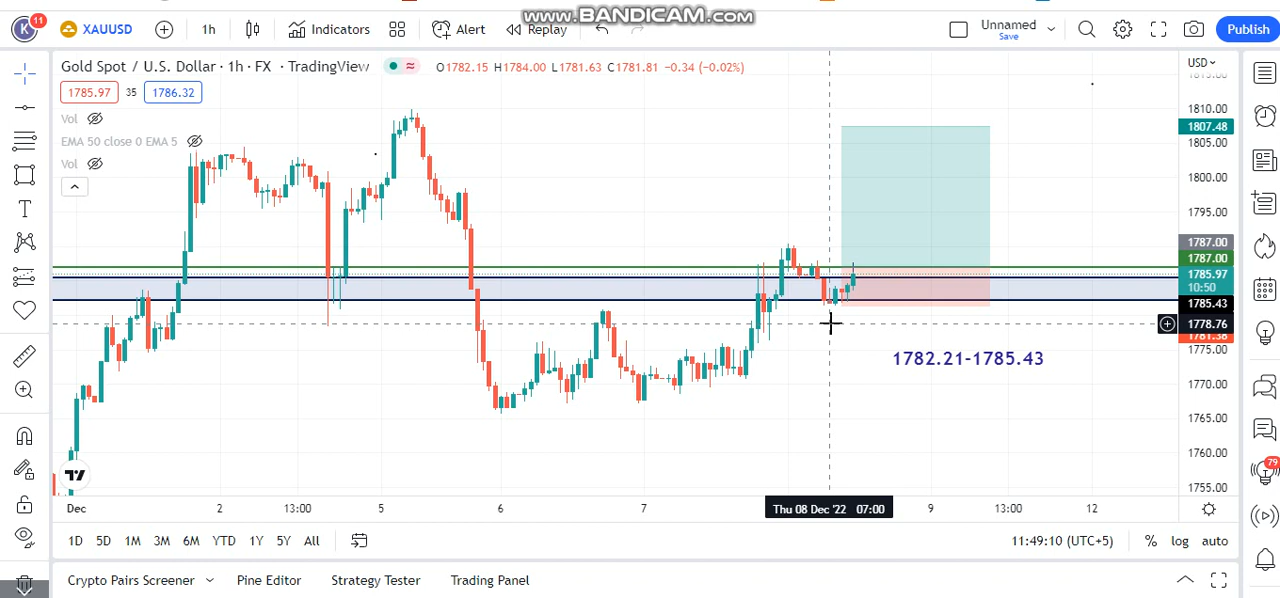 www.BANDICAM.com
K 11 XAUUSD 1h Indicators Alert Replay Unnamed Save Publish
Gold Spot / U.S. Dollar · 1h · FX · TradingView O1782.15 H1784.00 L1781.63 C1781.81 -0.34 (-0.02%) USD
1785.97 35 1786.32
Vol
EMA 50 close 0 EMA 5
Vol
1810.00
1807.48
1805.00
1800.00
1795.00
1787.00
1787.00
1785.97
10:50
1785.43
1778.76
1781.38
1782.21-1785.43
1775.00
1770.00
1765.00
1760.00
1755.00
Dec 2 13:00 5 6 7 Thu 08 Dec '22 07:00 9 13:00 12
1D 5D 1M 3M 6M YTD 1Y 5Y All 11:49:10 (UTC+5) % log auto
79
Crypto Pairs Screener Pine Editor Strategy Tester Trading Panel